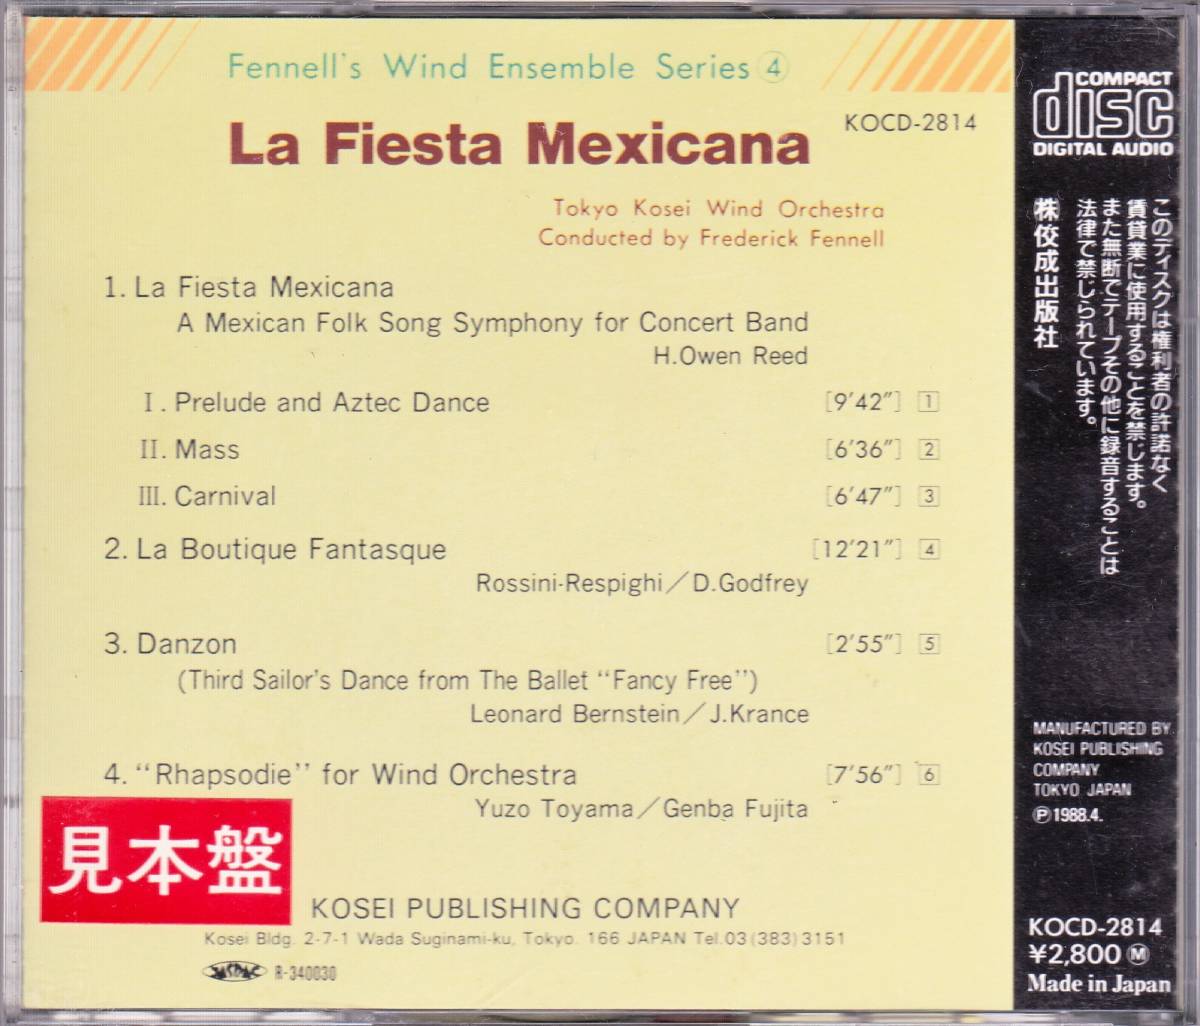 Fennell's Wind Ensemble Series ④
La Fiesta Mexicana
KOCD-2814
Tokyo Kosei Wind Orchestra
Conducted by Frederick Fennell
1. La Fiesta Mexicana
A Mexican Folk Song Symphony for Concert Band
H.Owen Reed
I. Prelude and Aztec Dance [9'42"] 1
II. Mass [6'36"] 2
III. Carnival [6'47"] 3
2. La Boutique Fantasque [12'21"] 4
Rossini-Respighi／D.Godfrey
3. Danzon [2'55"] 5
(Third Sailor's Dance from The Ballet "Fancy Free")
Leonard Bernstein／J.Krance
4. "Rhapsodie" for Wind Orchestra [7'56"] 6
Yuzo Toyama／Genba Fujita
見本盤
KOSEI PUBLISHING COMPANY
Kosei Bldg. 2-7-1 Wada Suginami-ku, Tokyo. 166 JAPAN Tel.03(383)3151
JASRAC R-340030
COMPACT
disc
DIGITAL AUDIO
このディスクは権利者の許諾なく
賃貸業に使用することを禁じます。
また無断でテープその他に録音することは
法律で禁じられています。
株佼成出版社
MANUFACTURED BY
KOSEI PUBLISHING
COMPANY
TOKYO JAPAN
Ⓟ1988.4.
KOCD-2814
¥2,800 Ⓜ
Made in Japan